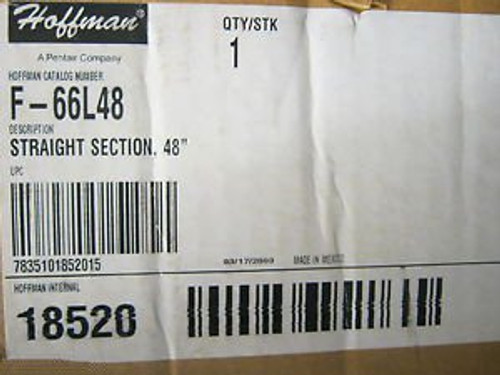 Hoffman®
A Pentair Company
QTY/STK
1
HOFFMAN CATALOG NUMBER
F-66L48
DESCRIPTION
STRAIGHT SECTION, 48"
UPC
7835101852015
MADE IN MEXICO
HOFFMAN INTERNAL
18520